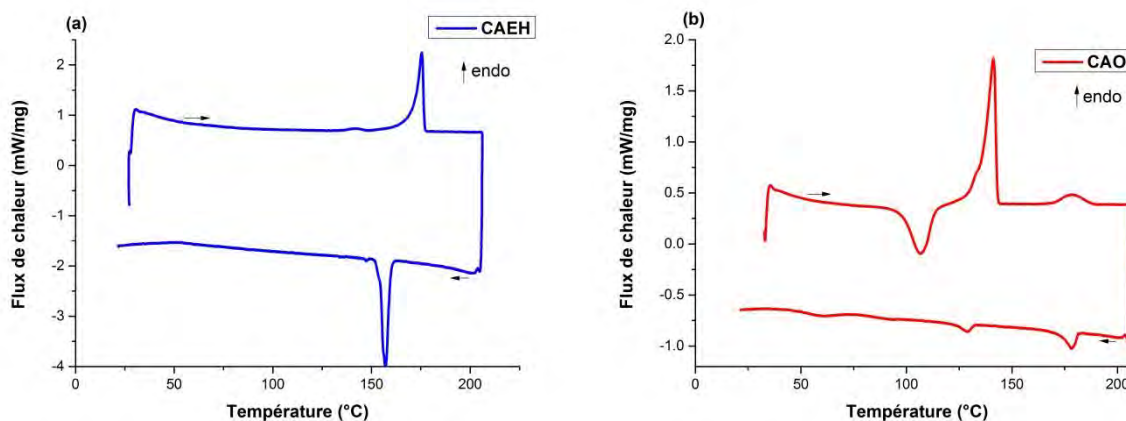 (a)
CAEH
endo
2
1
0
-1
-2
-3
-4
Flux de chaleur (mW/mg)
0
50
100
150
200
Température (°C)
(b)
CAO
endo
2.0
1.5
1.0
0.5
0.0
-0.5
-1.0
Flux de chaleur (mW/mg)
0
50
100
150
200
Température (°C)